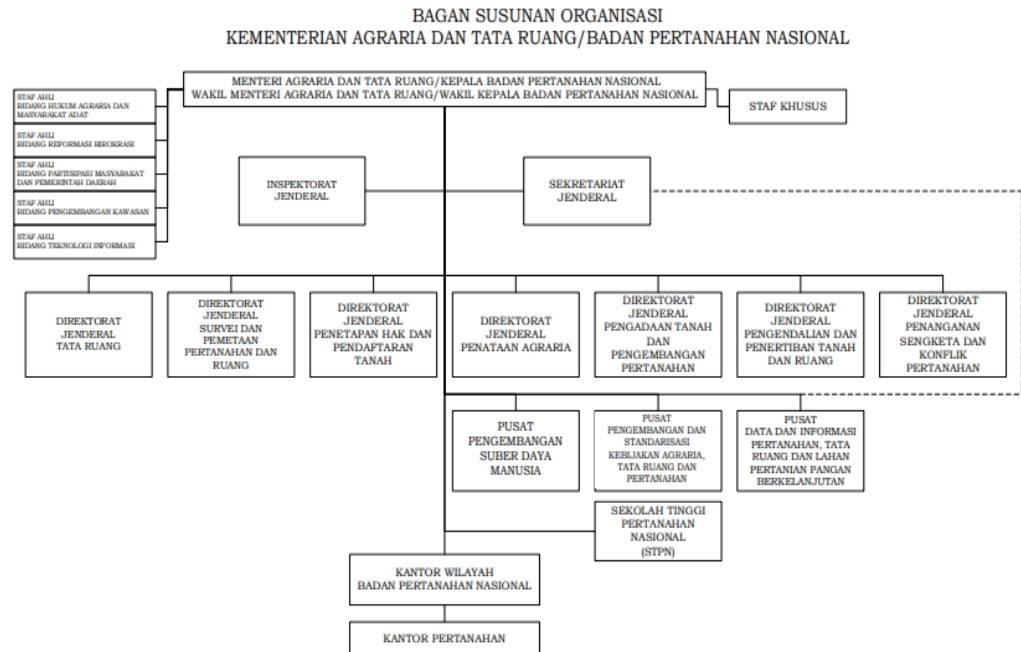 BAGAN SUSUNAN ORGANISASI
KEMENTERIAN AGRARIA DAN TATA RUANG/BADAN PERTANAHAN NASIONAL
MENTERI AGRARIA DAN TATA RUANG/KEPALA BADAN PERTANAHAN NASIONAL
WAKIL MENTERI AGRARIA DAN TATA RUANG/WAKIL KEPALA BADAN PERTANAHAN NASIONAL
STAF AHLI
BIDANG HUKUM AGRARIA DAN
MASYARAKAT ADAT
STAF AHLI
BIDANG REFORMASI BIROKRASI
STAF AHLI
BIDANG PARTISIPASI MASYARAKAT
DAN PEMERINTAH DAERAH
STAF AHLI
BIDANG PENGEMBANGAN KAWASAN
STAF AHLI
BIDANG TEKNOLOGI INFORMASI
STAF KHUSUS
INSPEKTORAT
JENDERAL
SEKRETARIAT
JENDERAL
DIREKTORAT
JENDERAL
TATA RUANG
DIREKTORAT
JENDERAL
SURVEI DAN
PEMETAAN
PERTANAHAN DAN
RUANG
DIREKTORAT
JENDERAL
PENETAPAN HAK DAN
PENDAFTARAN
TANAH
DIREKTORAT
JENDERAL
PENATAAN AGRARIA
DIREKTORAT
JENDERAL
PENGADAAN TANAH
DAN
PENGEMBANGAN
PERTANAHAN
DIREKTORAT
JENDERAL
PENGENDALIAN DAN
PENERTIBAN TANAH
DAN RUANG
DIREKTORAT
JENDERAL
PENANGANAN
SENGKETA DAN
KONFLIK
PERTANAHAN
PUSAT
PENGEMBANGAN
SUBER DAYA
MANUSIA
PUSAT
PENGEMBANGAN DAN
STANDARISASI
KEBIJAKAN AGRARIA,
TATA RUANG DAN
PERTANAHAN
PUSAT
DATA DAN INFORMASI
PERTANAHAN, TATA
RUANG DAN LAHAN
PERTANIAN PANGAN
BERKELANJUTAN
SEKOLAH TINGGI
PERTANAHAN
NASIONAL
(STPN)
KANTOR WILAYAH
BADAN PERTANAHAN NASIONAL
KANTOR PERTANAHAN